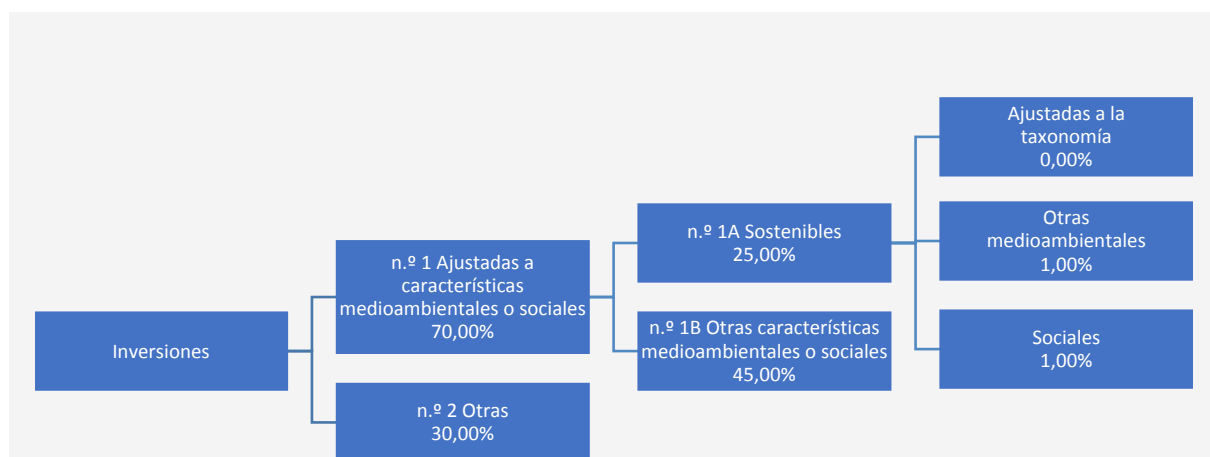 Inversiones
n.º 1 Ajustadas a
características
medioambientales o sociales
70,00%
n.º 2 Otras
30,00%
n.º 1A Sostenibles
25,00%
n.º 1B Otras características
medioambientales o sociales
45,00%
Ajustadas a la
taxonomía
0,00%
Otras
medioambientales
1,00%
Sociales
1,00%